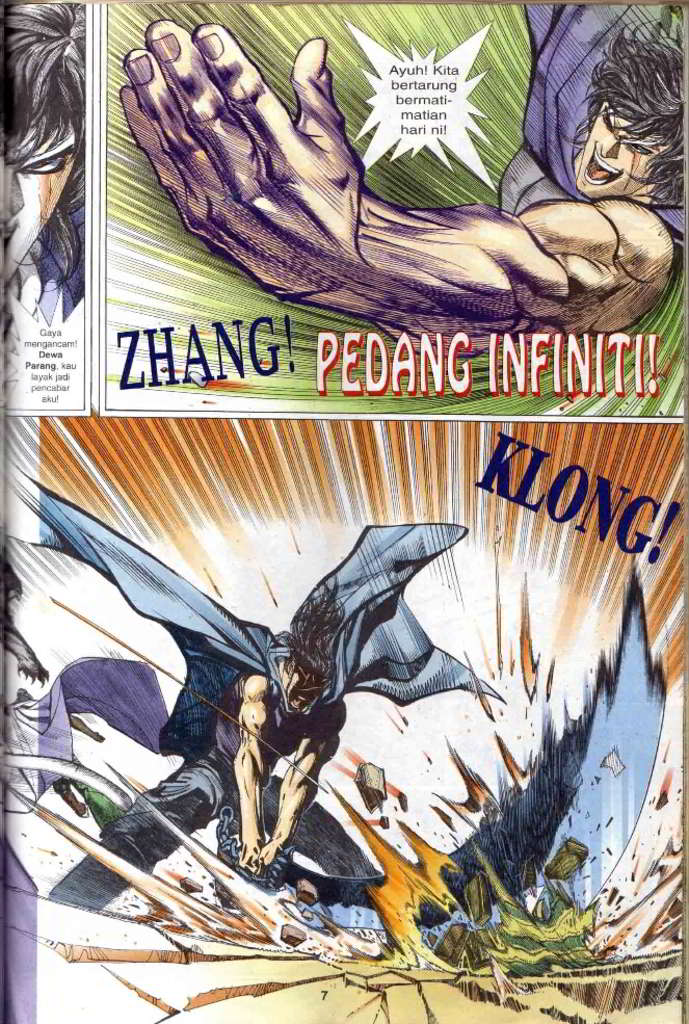 Gaya
mengancam!
Dewa
Parang, kau
layak jadi
pencabar
aku!
Ayuh! Kita
bertarung
bermati-
matian
hari ni!
ZHANG!
PEDANG INFINITI!
KLONG!
7